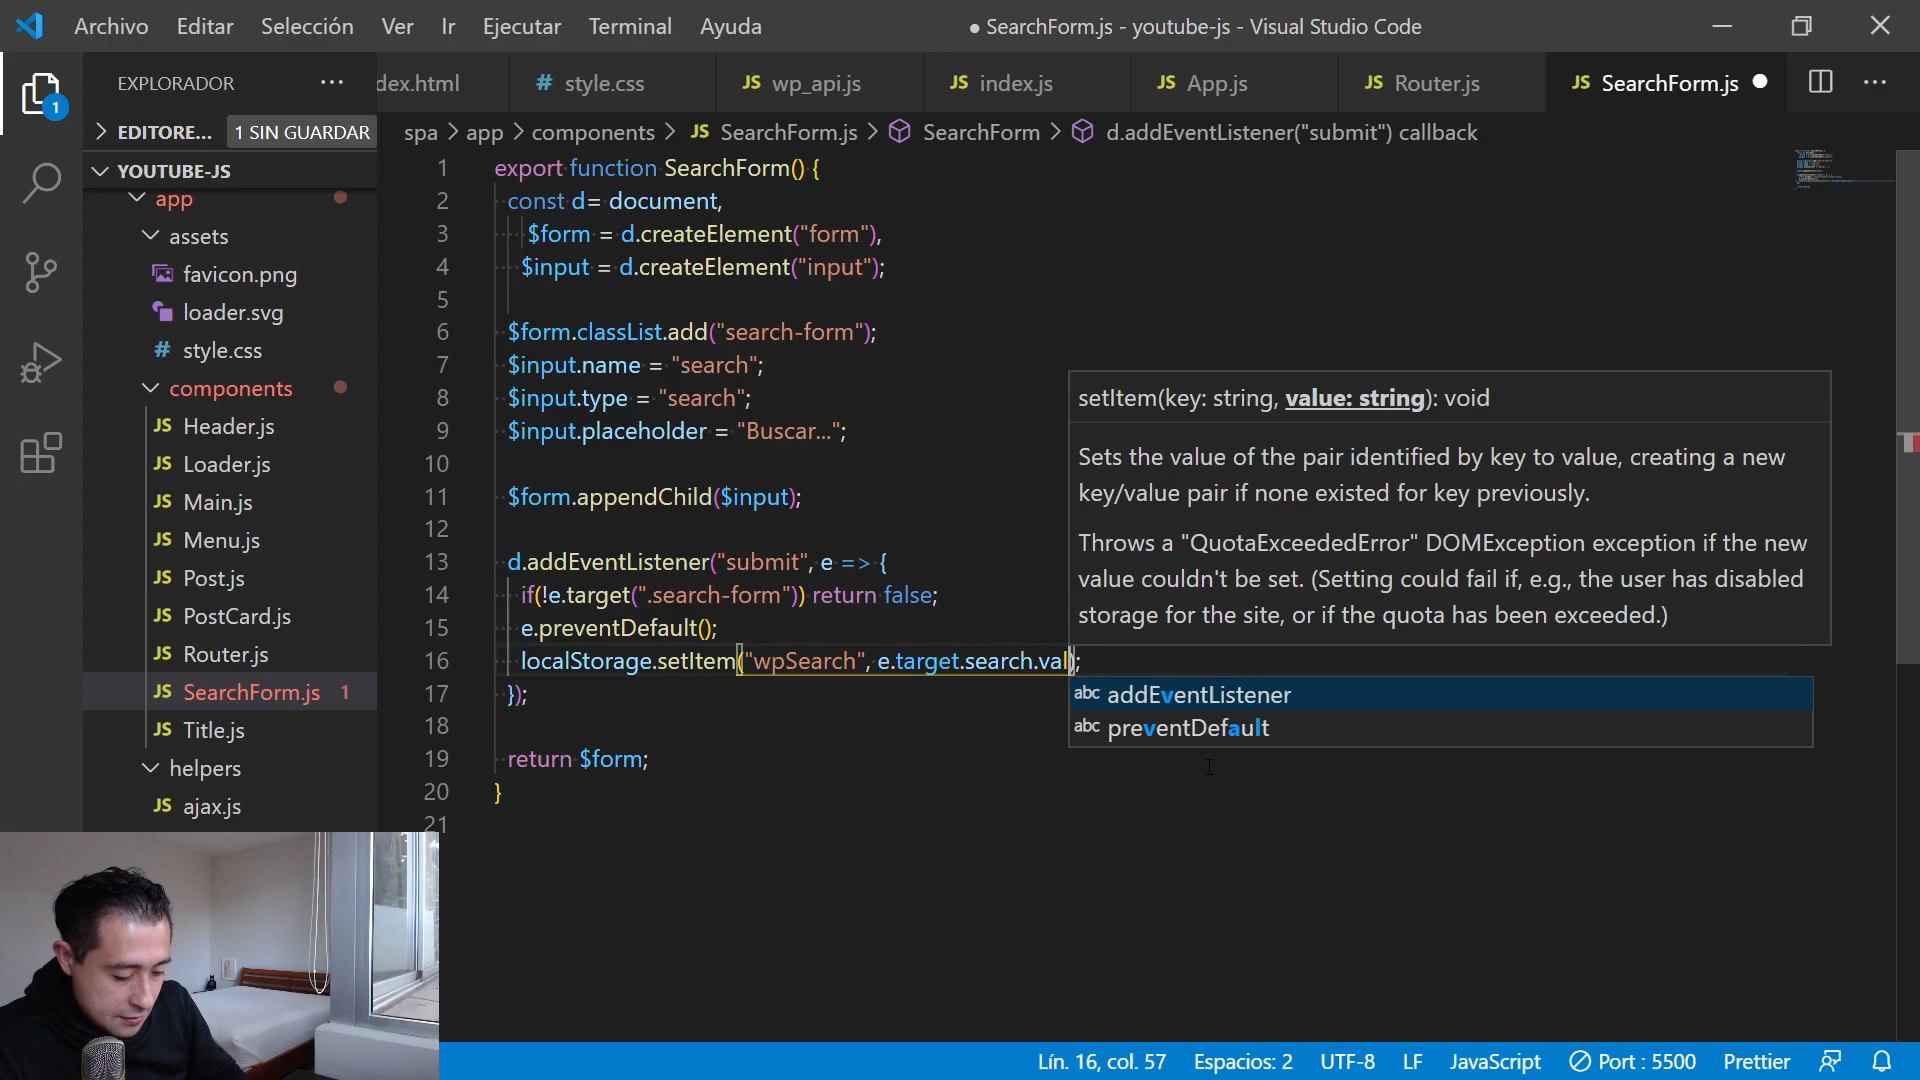 Archivo Editar Selección Ver Ir Ejecutar Terminal Ayuda ● SearchForm.js - youtube-js - Visual Studio Code
EXPLORADOR ··· dex.html # style.css JS wp_api.js JS index.js JS App.js JS Router.js JS SearchForm.js ● ···
EDITORE... 1 SIN GUARDAR
spa > app > components > JS SearchForm.js > SearchForm > d.addEventListener("submit") callback
YOUTUBE-JS
app
assets
favicon.png
loader.svg
# style.css
components
JS Header.js
JS Loader.js
JS Main.js
JS Menu.js
JS Post.js
JS PostCard.js
JS Router.js
JS SearchForm.js 1
JS Title.js
helpers
JS ajax.js
1
1 export function SearchForm() {
2 const d= document,
3 $form = d.createElement("form"),
4 $input = d.createElement("input");
5
6 $form.classList.add("search-form");
7 $input.name = "search";
8 $input.type = "search";
9 $input.placeholder = "Buscar...";
10
11 $form.appendChild($input);
12
13 d.addEventListener("submit", e => {
14 if(!e.target(".search-form")) return false;
15 e.preventDefault();
16 localStorage.setItem("wpSearch", e.target.search.val);
17 });
18
19 return $form;
20 }
21
setItem(key: string, value: string): void
Sets the value of the pair identified by key to value, creating a new
key/value pair if none existed for key previously.
Throws a "QuotaExceededError" DOMException exception if the new
value couldn't be set. (Setting could fail if, e.g., the user has disabled
storage for the site, or if the quota has been exceeded.)
abc addEventListener
abc preventDefault
Lín. 16, col. 57 Espacios: 2 UTF-8 LF JavaScript Port : 5500 Prettier